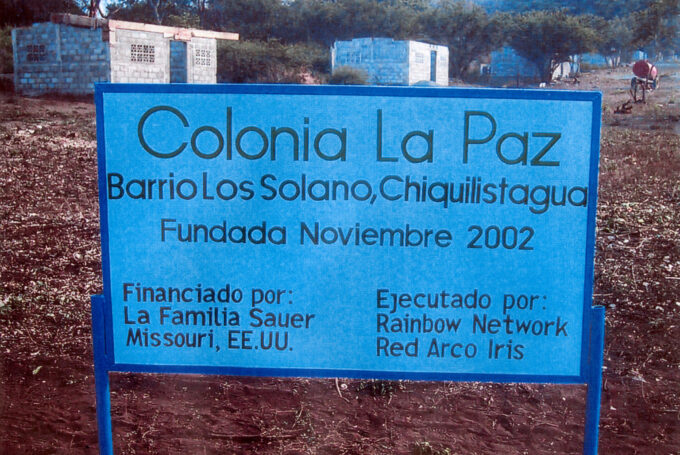 Colonia La Paz
Barrio Los Solano, Chiquilistagua
Fundada Noviembre 2002
Financiado por:
La Familia Sauer
Missouri, EE.UU.
Ejecutado por:
Rainbow Network
Red Arco Iris